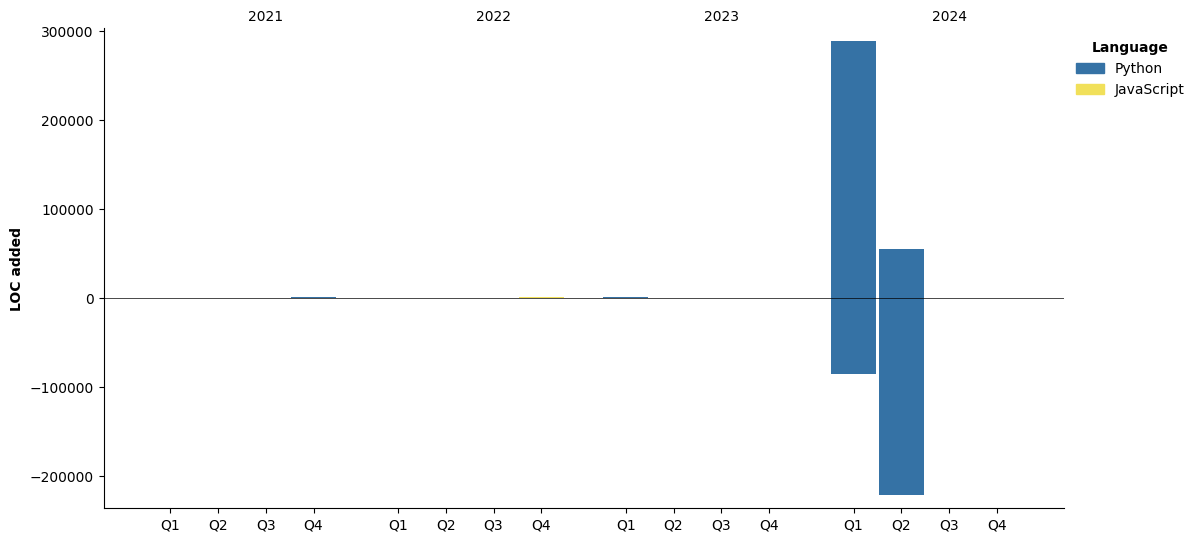 2021 2022 2023 2024
300000
200000
100000
0
−100000
−200000
LOC added
Q1 Q2 Q3 Q4 Q1 Q2 Q3 Q4 Q1 Q2 Q3 Q4 Q1 Q2 Q3 Q4
Language
Python
JavaScript